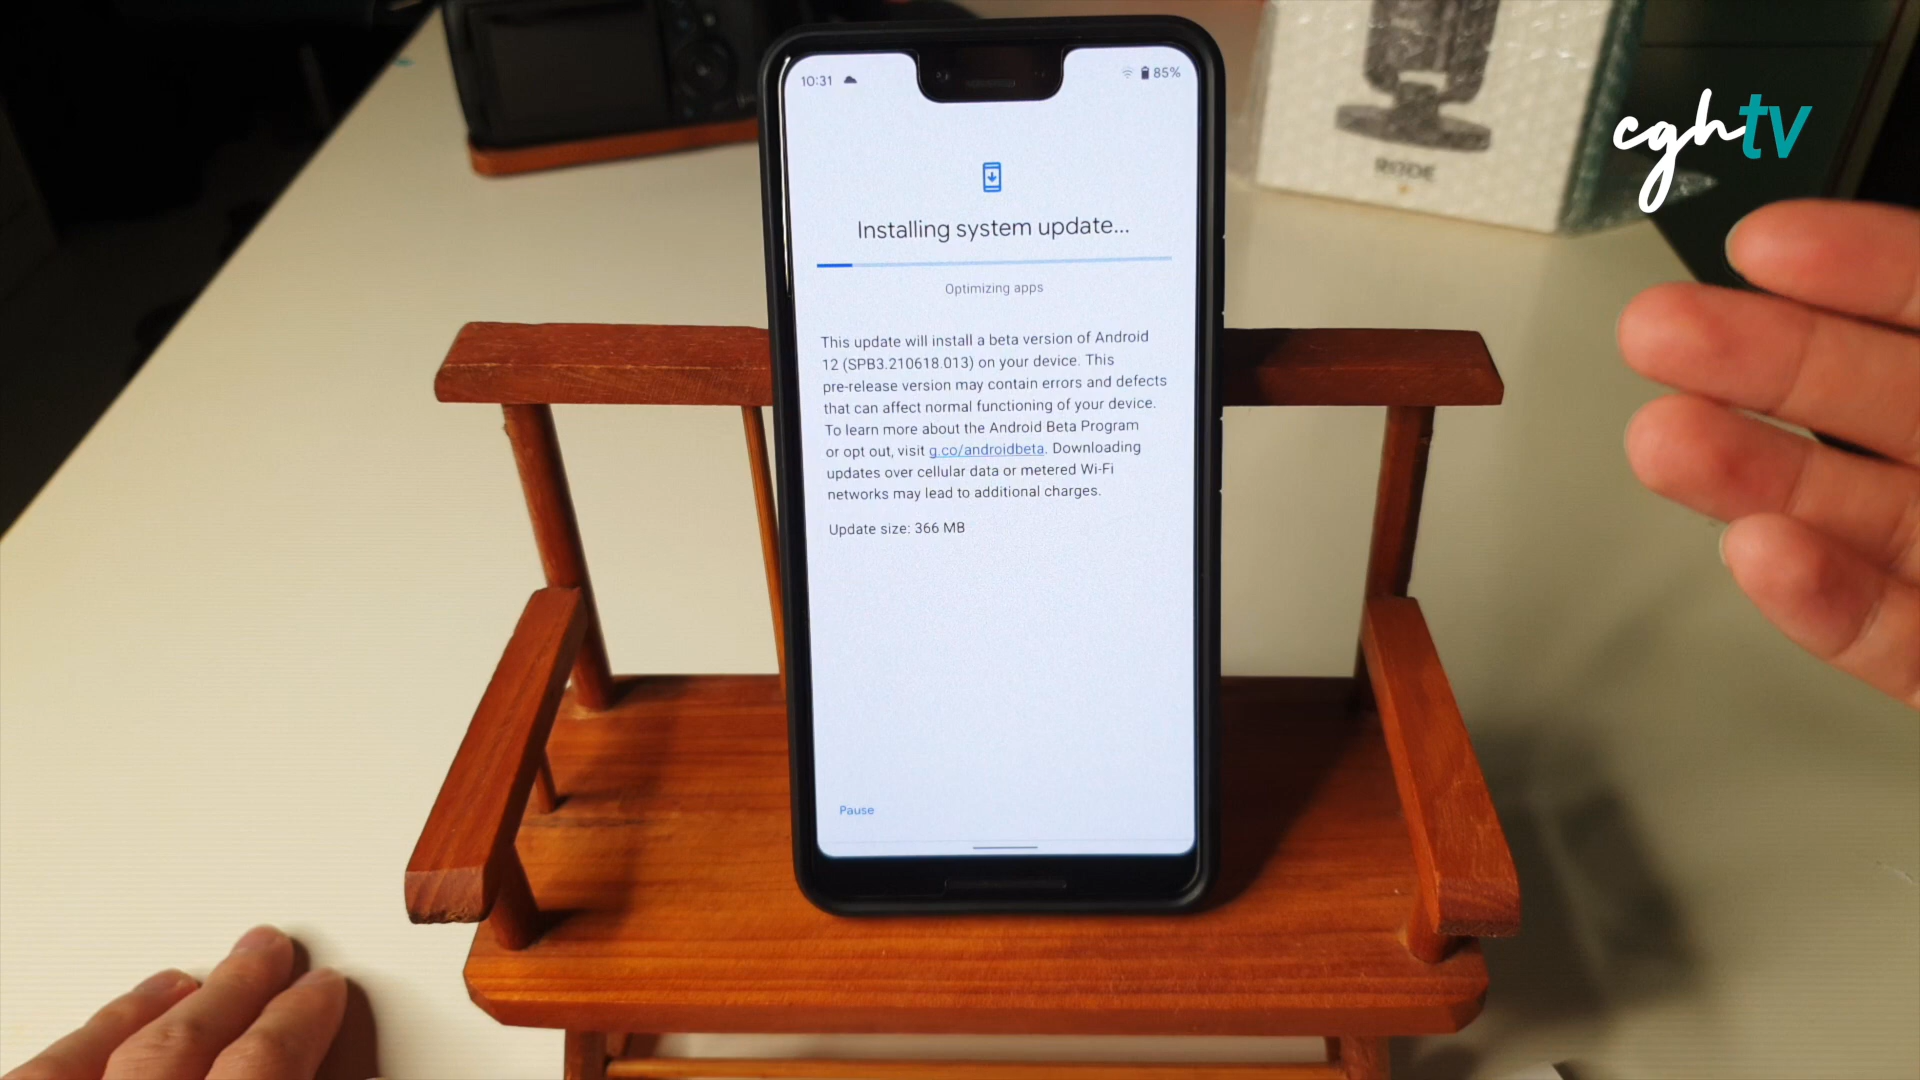 cghtv
10:31
85%
RODE
Installing system update...
Optimizing apps
This update will install a beta version of Android
12 (SPB3.210618.013) on your device. This
pre-release version may contain errors and defects
that can affect normal functioning of your device.
To learn more about the Android Beta Program
or opt out, visit g.co/androidbeta. Downloading
updates over cellular data or metered Wi-Fi
networks may lead to additional charges.
Update size: 366 MB
Pause